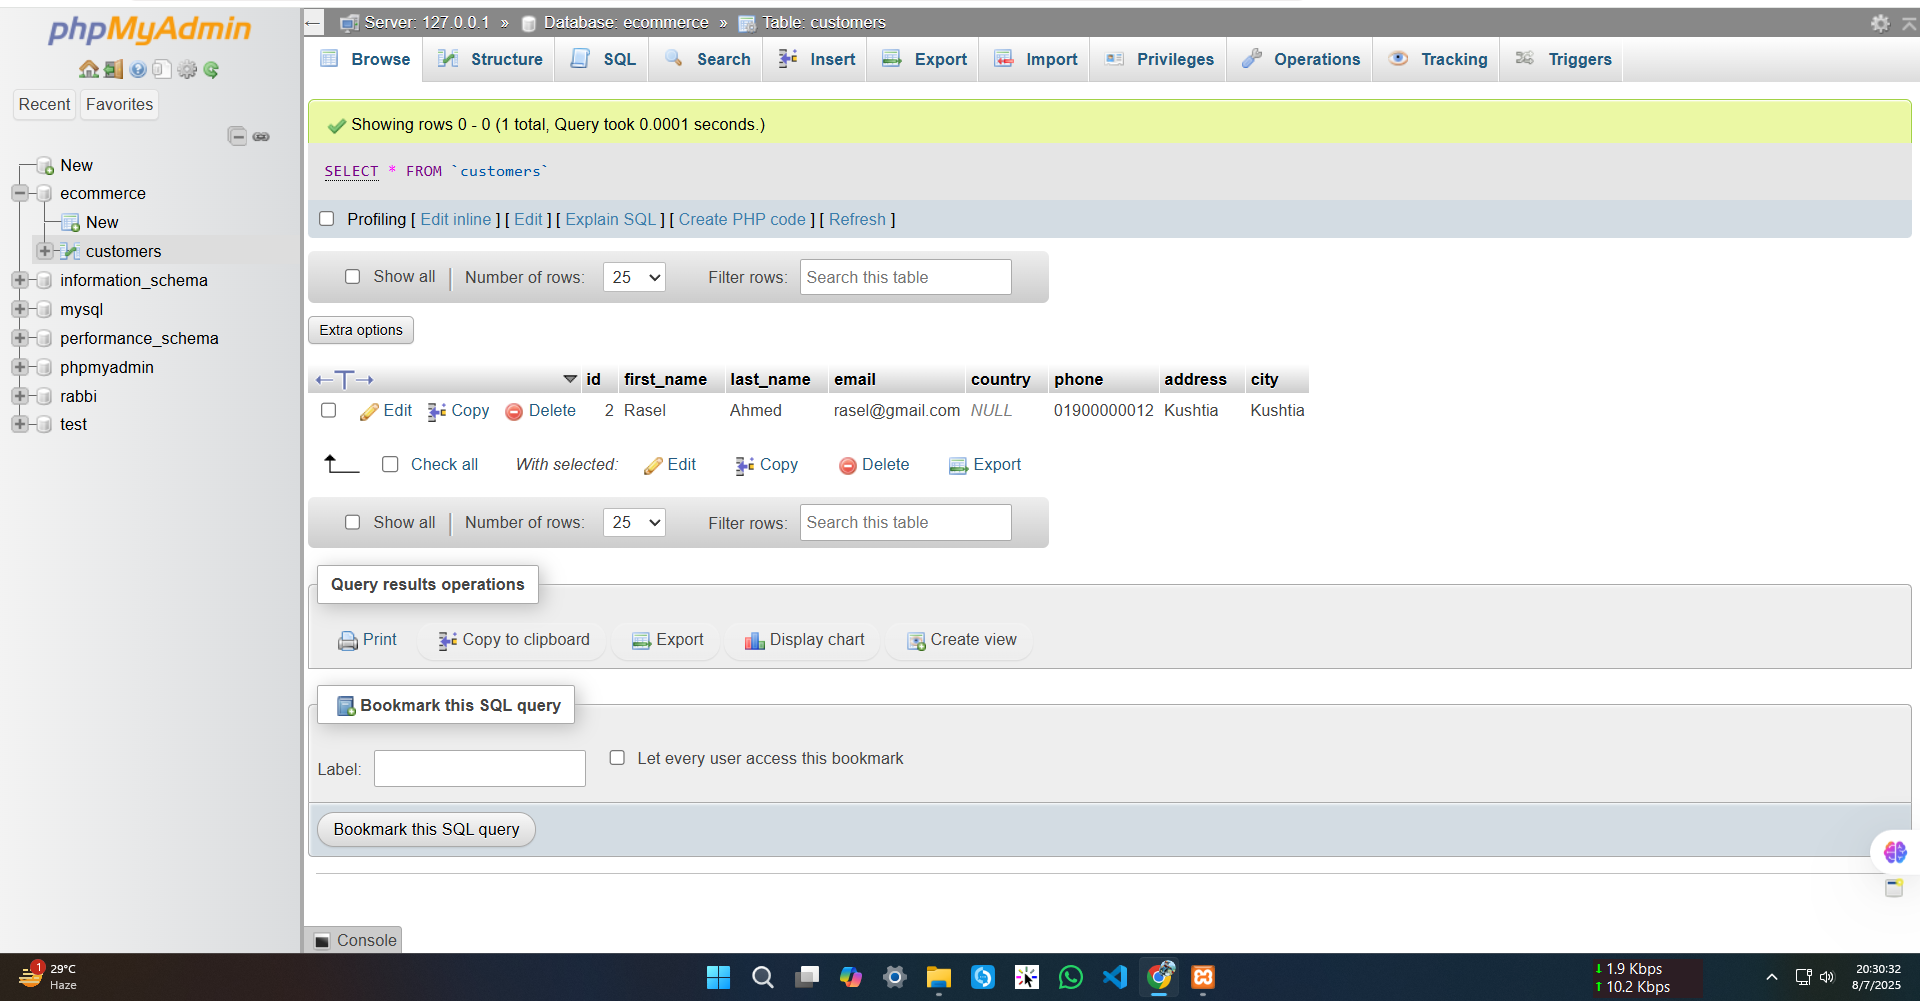 phpMyAdmin
Recent Favorites
New
ecommerce
New
customers
information_schema
mysql
performance_schema
phpmyadmin
rabbi
test
Server: 127.0.0.1 » Database: ecommerce » Table: customers
Browse Structure SQL Search Insert Export Import Privileges Operations Tracking Triggers
Showing rows 0 - 0 (1 total, Query took 0.0001 seconds.)
SELECT * FROM `customers`
Profiling [ Edit inline ] [ Edit ] [ Explain SQL ] [ Create PHP code ] [ Refresh ]
Show all Number of rows: 25 Filter rows: Search this table
Extra options
id first_name last_name email country phone address city
Edit Copy Delete 2 Rasel Ahmed rasel@gmail.com NULL 01900000012 Kushtia Kushtia
Check all With selected: Edit Copy Delete Export
Show all Number of rows: 25 Filter rows: Search this table
Query results operations
Print Copy to clipboard Export Display chart Create view
Bookmark this SQL query
Label: Let every user access this bookmark
Bookmark this SQL query
Console
1 29°C
Haze
1.9 Kbps
10.2 Kbps
20:30:32
8/7/2025